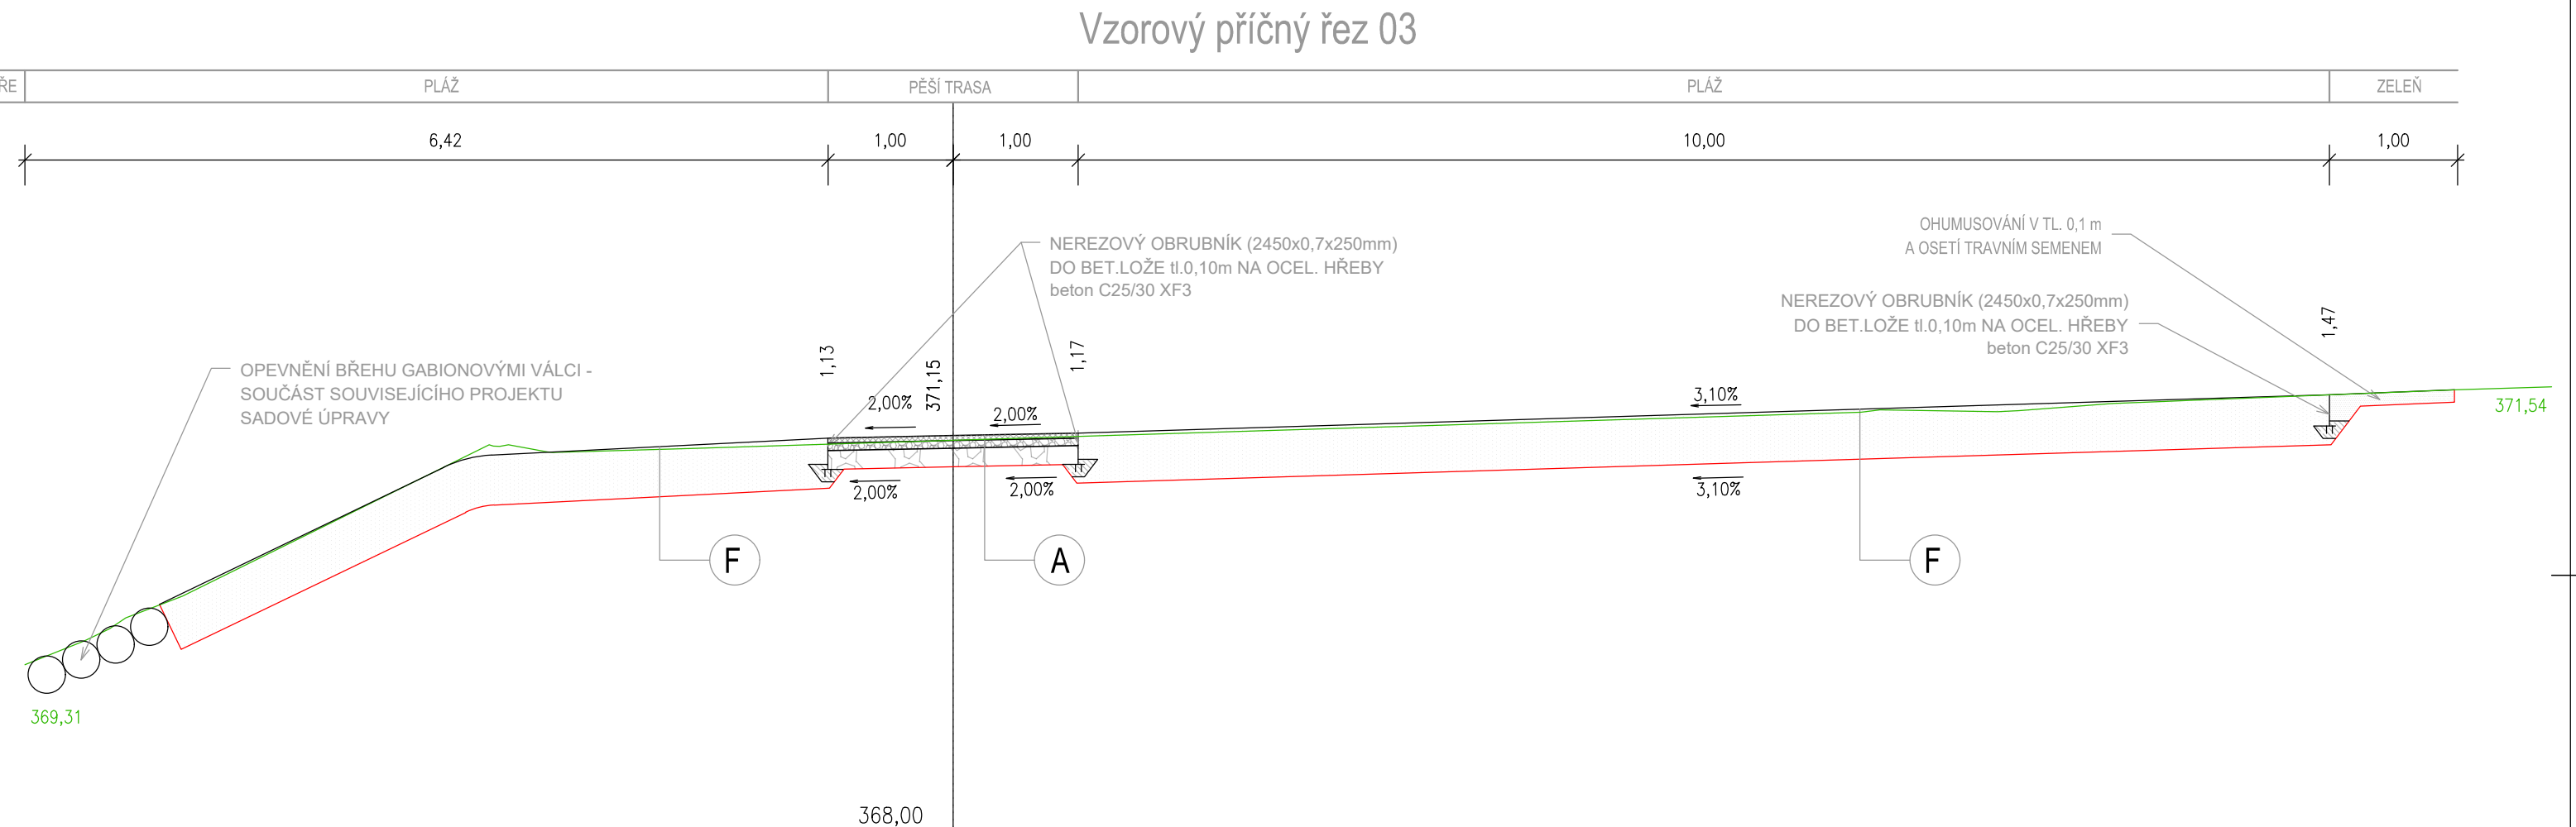 Vzorový příčný řez 03
ŘE
PLÁŽ
PĚŠÍ TRASA
PLÁŽ
ZELEŇ
6,42
1,00
1,00
10,00
1,00
NEREZOVÝ OBRUBNÍK (2450x0,7x250mm)
DO BET.LOŽE tl.0,10m NA OCEL. HŘEBY
beton C25/30 XF3
OHUMUSOVÁNÍ V TL. 0,1 m
A OSETÍ TRAVNÍM SEMENEM
NEREZOVÝ OBRUBNÍK (2450x0,7x250mm)
DO BET.LOŽE tl.0,10m NA OCEL. HŘEBY
beton C25/30 XF3
OPEVNĚNÍ BŘEHU GABIONOVÝMI VÁLCI -
SOUČÁST SOUVISEJÍCÍHO PROJEKTU
SADOVÉ ÚPRAVY
1,13
371,15
1,17
1,47
2,00%
2,00%
3,10%
371,54
2,00%
2,00%
3,10%
F
A
F
369,31
368,00